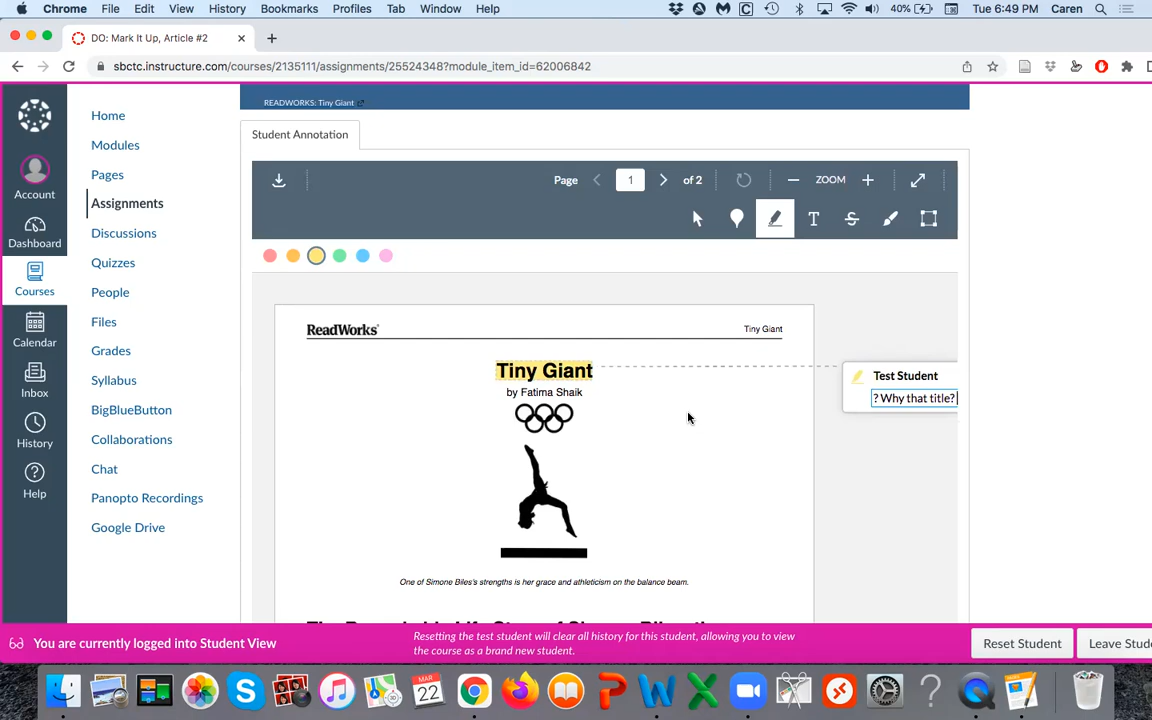 Chrome File Edit View History Bookmarks Profiles Tab Window Help
40% Tue 6:49 PM Caren
DO: Mark It Up, Article #2
sbctc.instructure.com/courses/2135111/assignments/25524348?module_item_id=62006842
Account
Dashboard
Courses
Calendar
Inbox
History
Help
Home
Modules
Pages
Assignments
Discussions
Quizzes
People
Files
Grades
Syllabus
BigBlueButton
Collaborations
Chat
Panopto Recordings
Google Drive
READWORKS: Tiny Giant
Student Annotation
Page 1 of 2 ZOOM
T S
ReadWorks® Tiny Giant
Tiny Giant
by Fatima Shaik
One of Simone Biles's strengths is her grace and athleticism on the balance beam.
Test Student
? Why that title?
You are currently logged into Student View
Resetting the test student will clear all history for this student, allowing you to view
the course as a brand new student.
Reset Student
Leave Stude
MAR
22